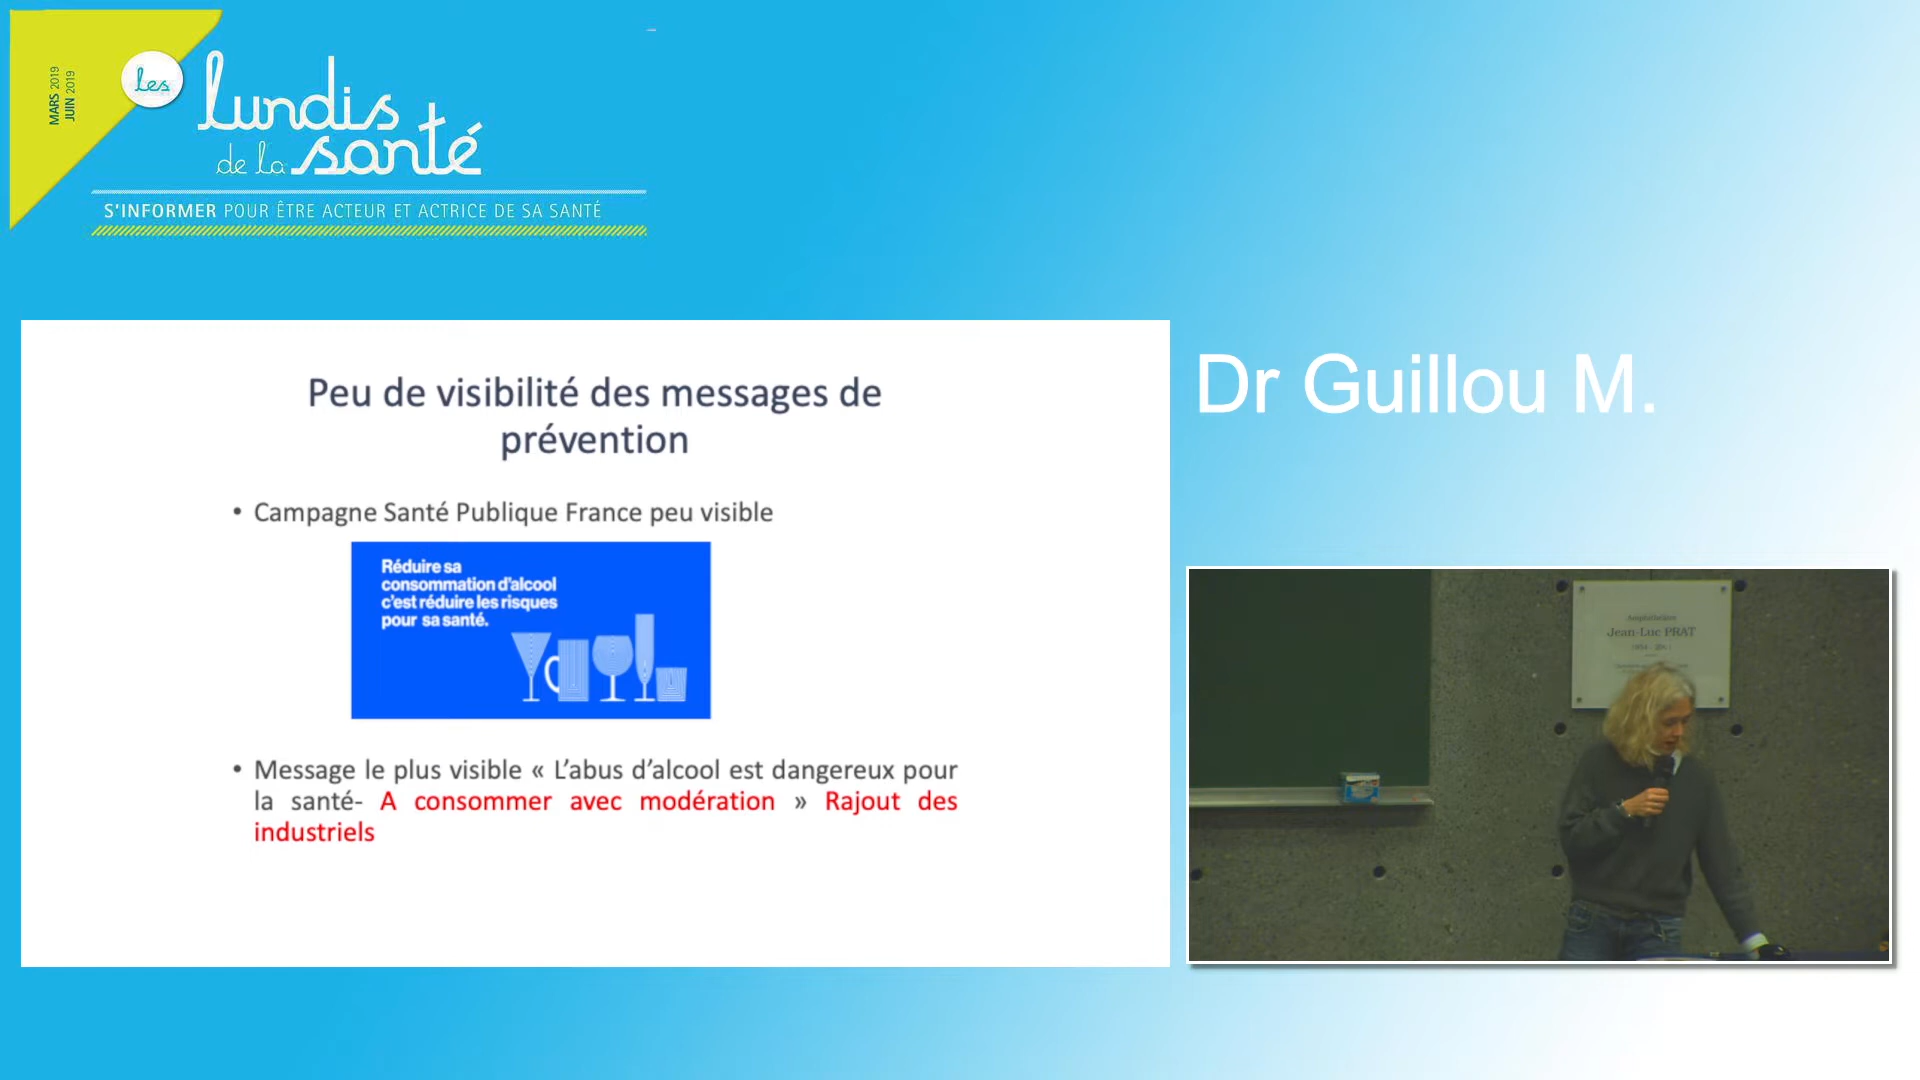 MARS 2019
JUIN 2019
les
lundis
de la santé
S'INFORMER POUR ÊTRE ACTEUR ET ACTRICE DE SA SANTÉ
Peu de visibilité des messages de
prévention
• Campagne Santé Publique France peu visible
Réduire sa
consommation d'alcool
c'est réduire les risques
pour sa santé.
• Message le plus visible « L'abus d'alcool est dangereux pour
la santé- A consommer avec modération » Rajout des
industriels
Dr Guillou M.
Amphithéâtre
Jean-Luc PRAT